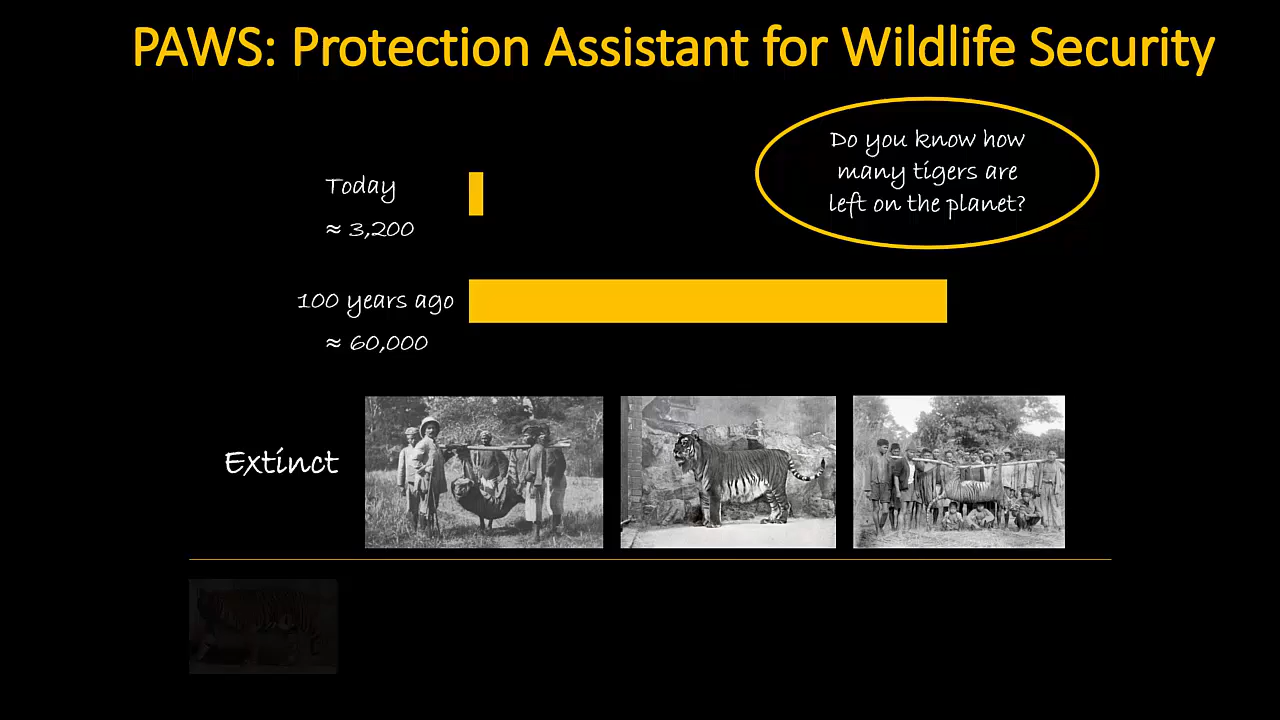 PAWS: Protection Assistant for Wildlife Security
Do you know how
many tigers are
left on the planet?
Today
≈ 3,200
100 years ago
≈ 60,000
Extinct